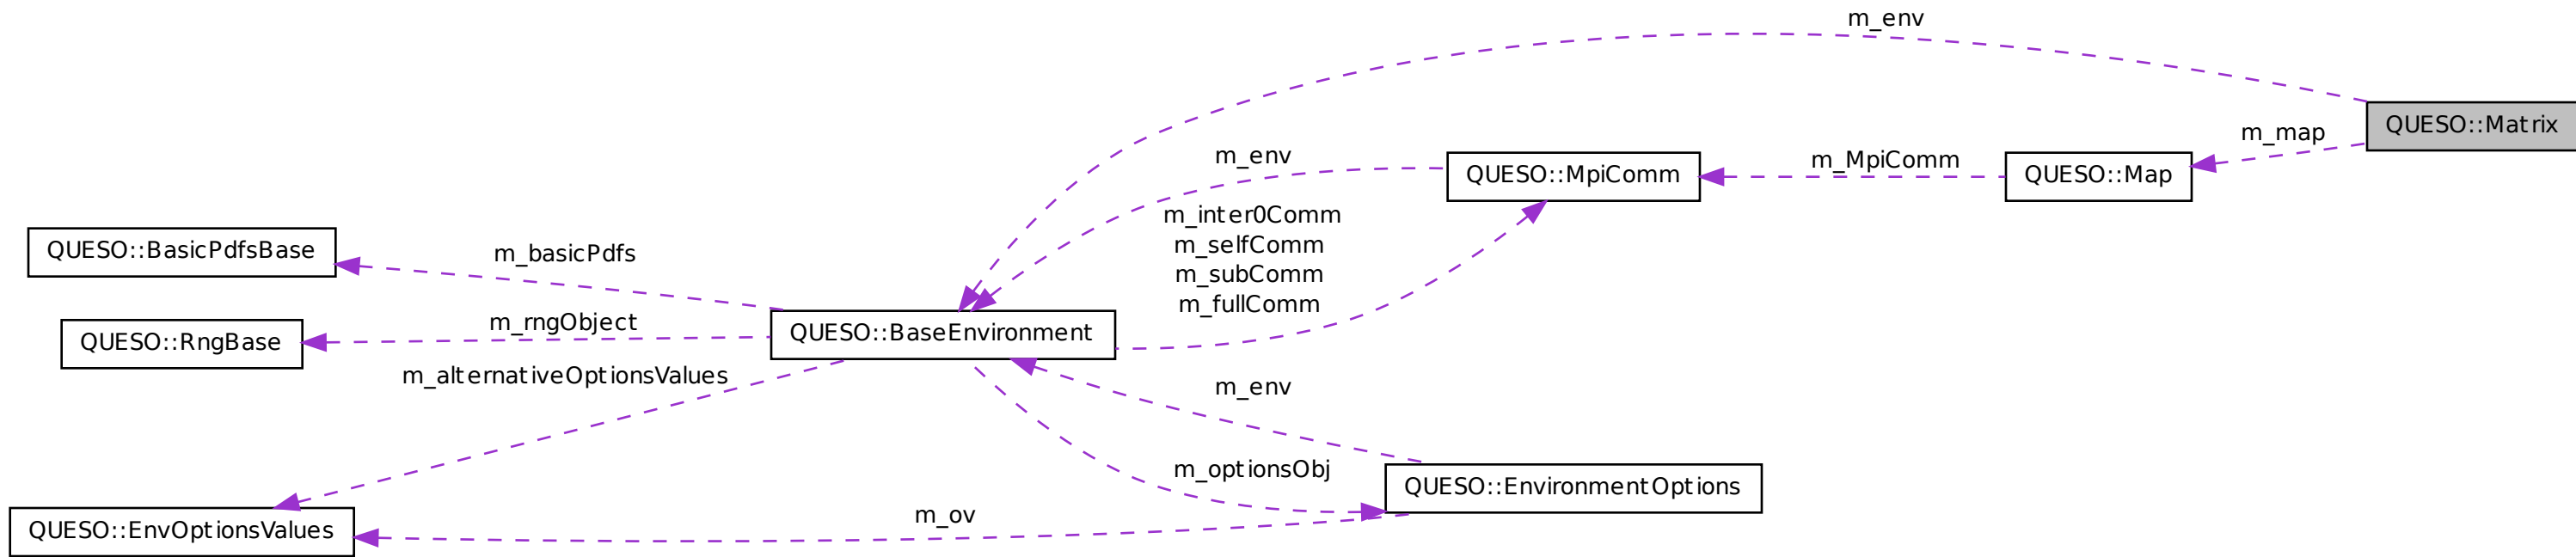 m_env
QUESO::Matrix
m_map
m_env
m_MpiComm
QUESO::MpiComm
QUESO::Map
m_inter0Comm
m_selfComm
m_subComm
m_fullComm
QUESO::BasicPdfsBase
m_basicPdfs
m_rngObject
QUESO::BaseEnvironment
QUESO::RngBase
m_alternativeOptionsValues
m_env
m_optionsObj
QUESO::EnvironmentOptions
m_ov
QUESO::EnvOptionsValues